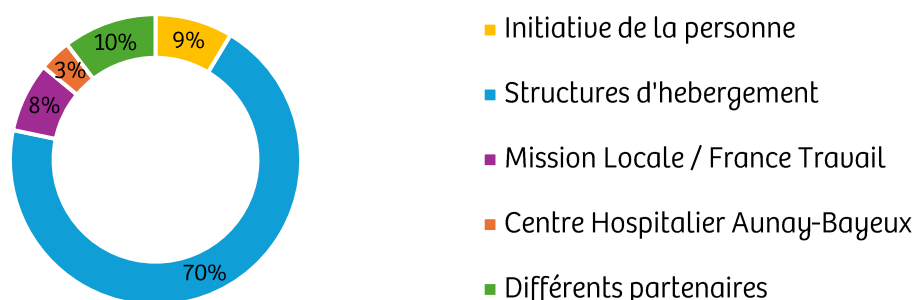 10%
9%
3%
8%
70%
Initiative de la personne
Structures d'hebergement
Mission Locale / France Travail
Centre Hospitalier Aunay-Bayeux
Différents partenaires